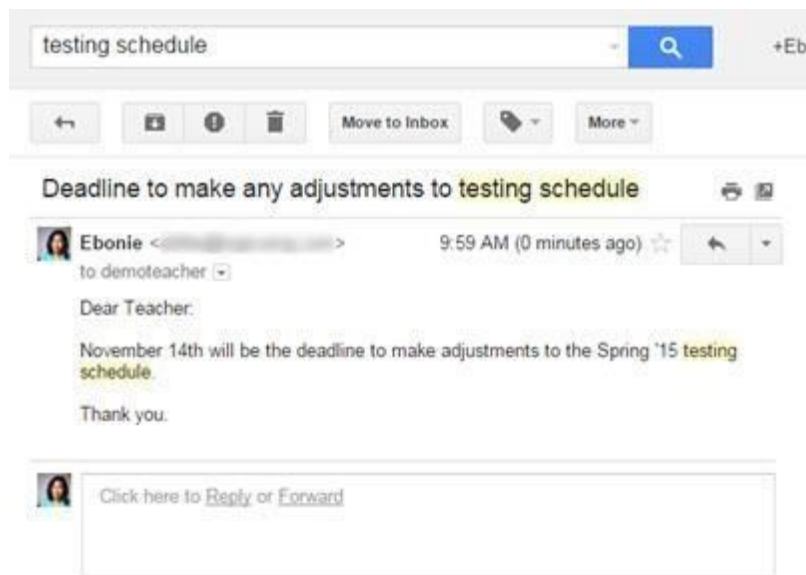 testing schedule
+Eb
Move to Inbox
More
Deadline to make any adjustments to testing schedule
Ebonie < > 9:59 AM (0 minutes ago)
to demoteacher
Dear Teacher:
November 14th will be the deadline to make adjustments to the Spring '15 testing
schedule.
Thank you.
Click here to Reply or Forward